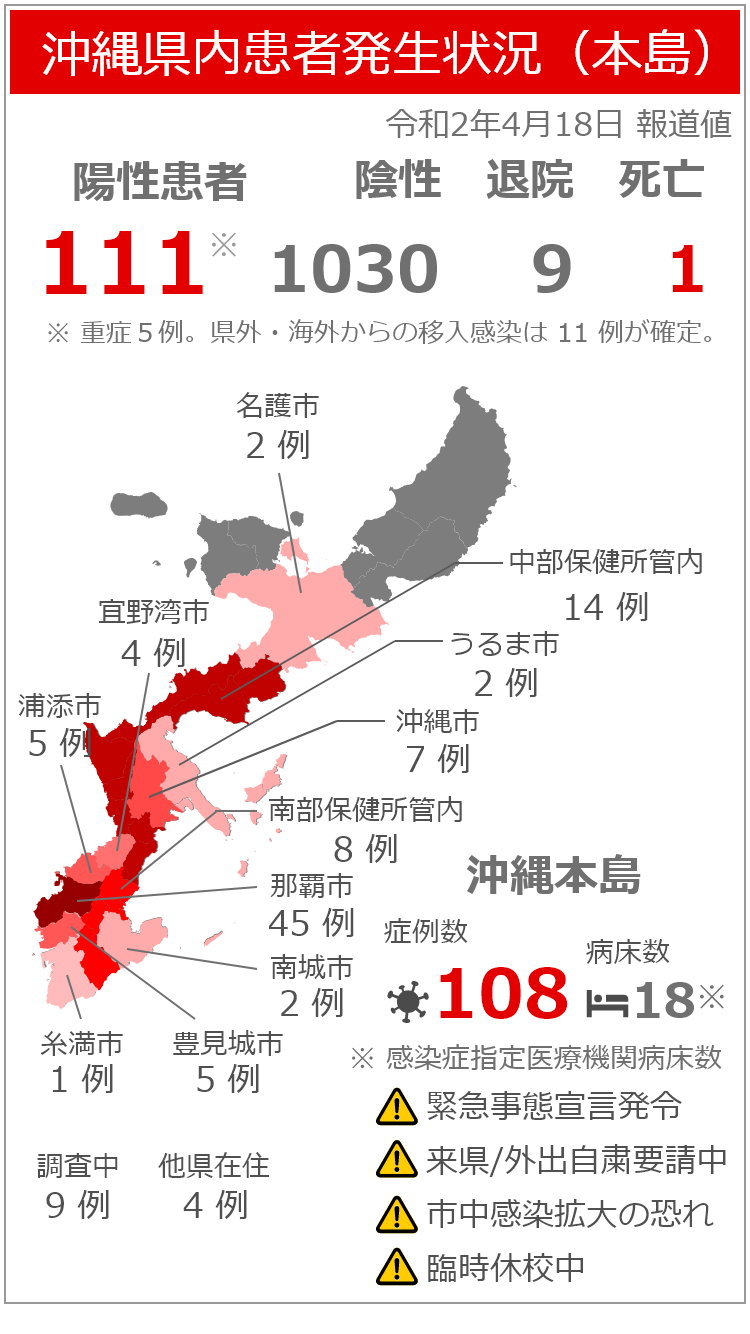 沖縄県内患者発生状況（本島）
令和2年4月18日 報道値
陽性患者 陰性 退院 死亡
111※ 1030 9 1
※ 重症５例。県外・海外からの移入感染は 11 例が確定。
名護市
2 例
中部保健所管内
14 例
宜野湾市
4 例
うるま市
2 例
浦添市
5 例
沖縄市
7 例
南部保健所管内
8 例
那覇市
45 例
南城市
2 例
糸満市
1 例
豊見城市
5 例
調査中
9 例
他県在住
4 例
沖縄本島
症例数
108
病床数
18※
※ 感染症指定医療機関病床数
緊急事態宣言発令
来県/外出自粛要請中
市中感染拡大の恐れ
臨時休校中